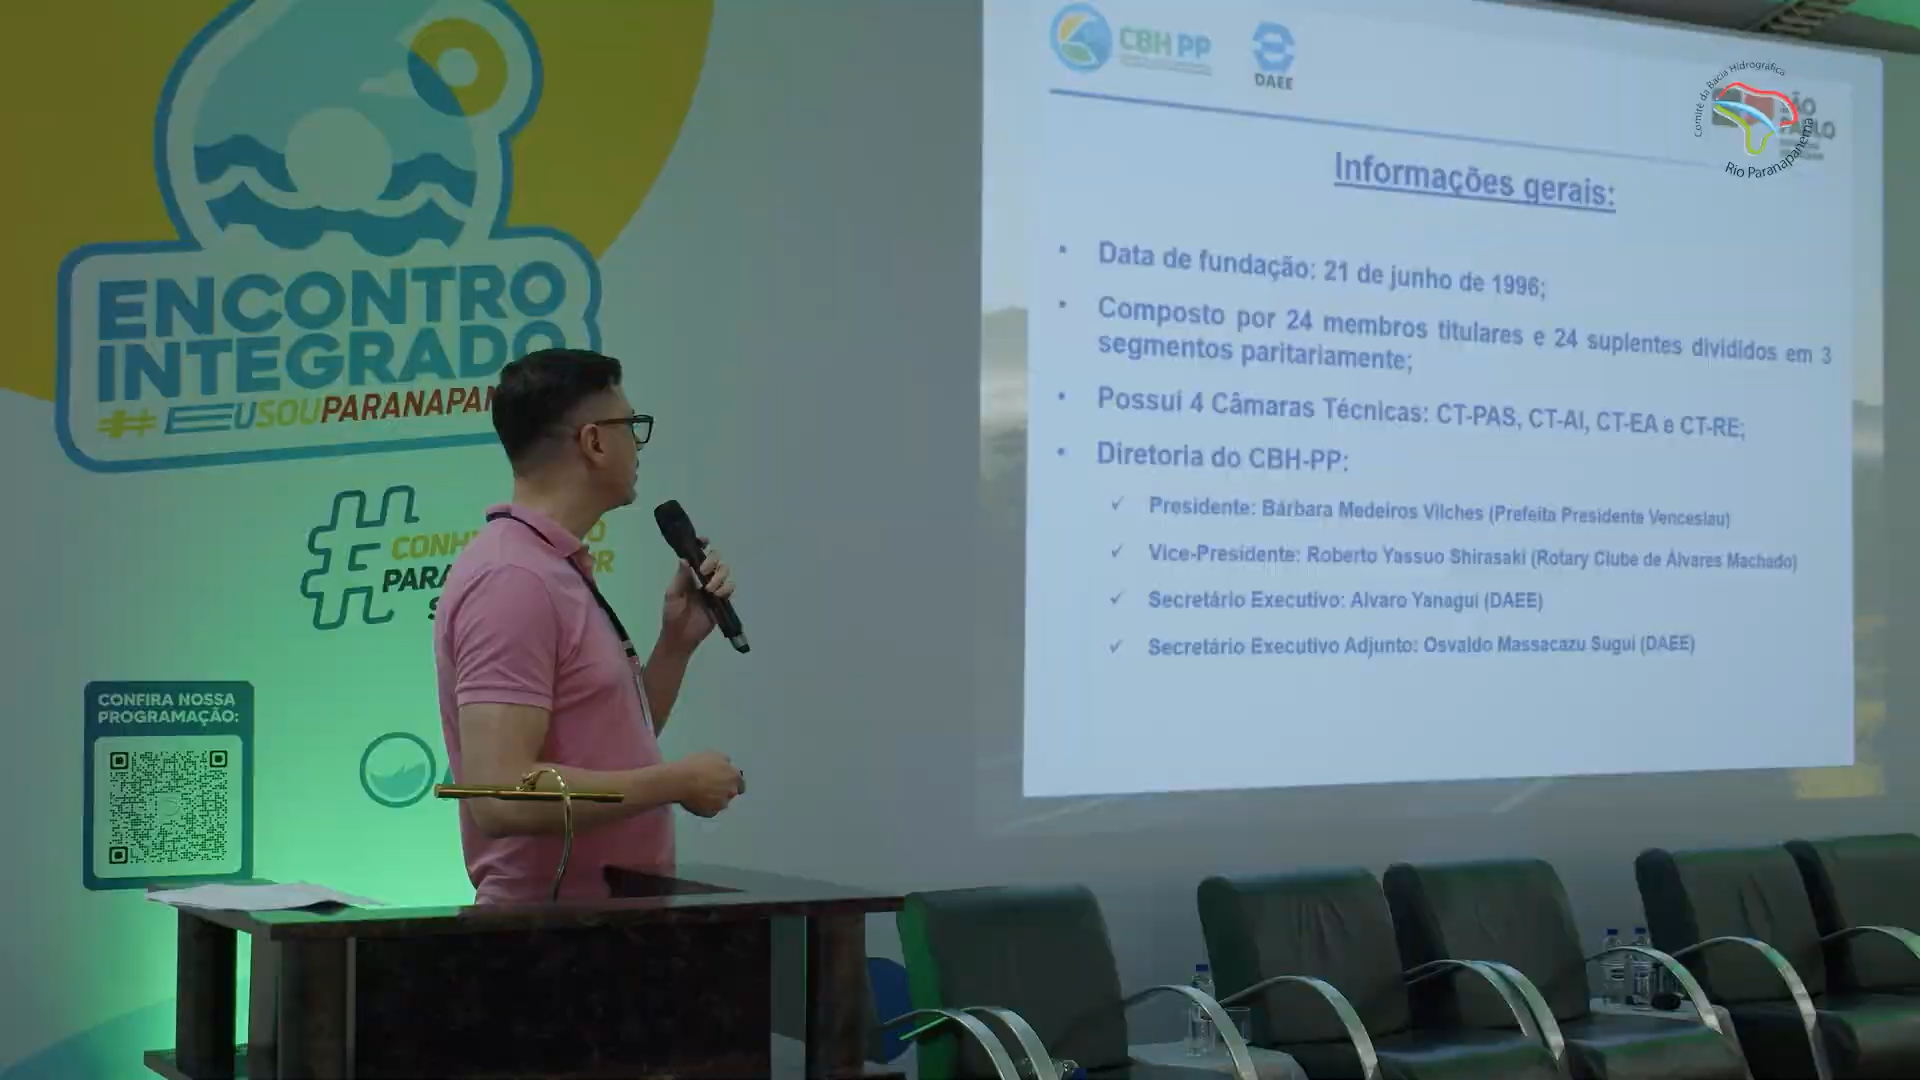 ENCONTRO
INTEGRADO
#EUSOUPARANAPAN
CONFIRA NOSSA
PROGRAMAÇÃO:
CBH PP
DAEE
Comitê da Bacia Hidrográfica
Rio Paranapanema
Informações gerais:
• Data de fundação: 21 de junho de 1996;
• Composto por 24 membros titulares e 24 suplentes divididos em 3
segmentos paritariamente;
• Possui 4 Câmaras Técnicas: CT-PAS, CT-AI, CT-EA e CT-RE;
• Diretoria do CBH-PP:
✓ Presidente: Bárbara Medeiros Vilches (Prefeita Presidente Venceslau)
✓ Vice-Presidente: Roberto Yassuo Shirasaki (Rotary Clube de Álvares Machado)
✓ Secretário Executivo: Alvaro Yanagui (DAEE)
✓ Secretário Executivo Adjunto: Osvaldo Massacazu Sugui (DAEE)